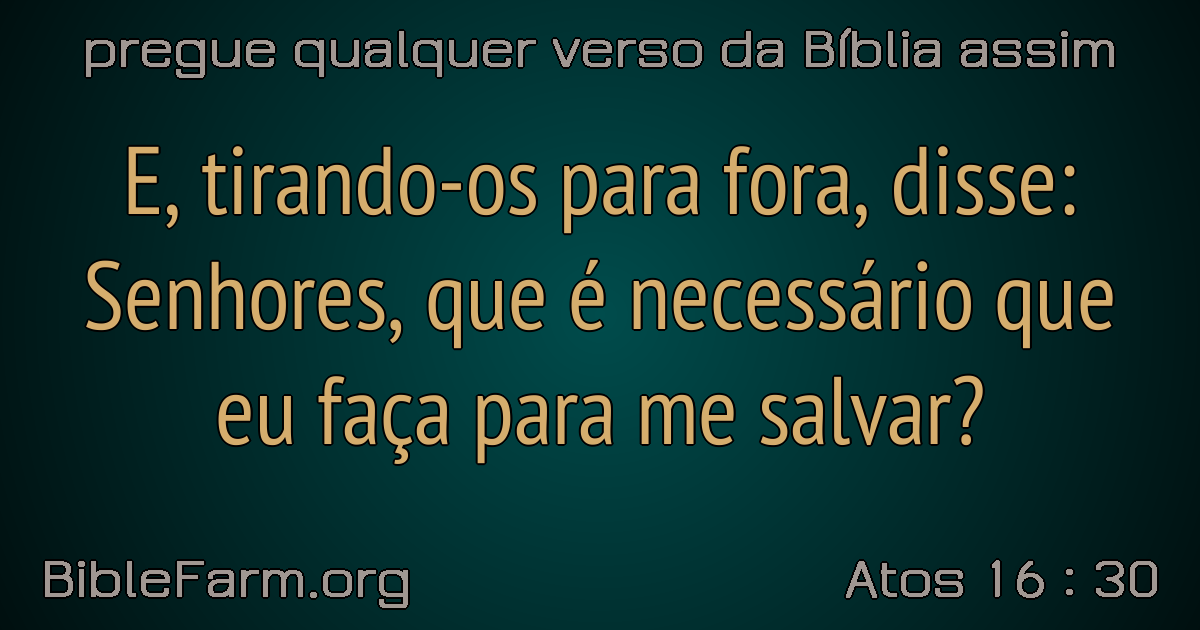 pregue qualquer verso da Bíblia assim
E, tirando-os para fora, disse:
Senhores, que é necessário que
eu faça para me salvar?
BibleFarm.org
Atos 16 : 30